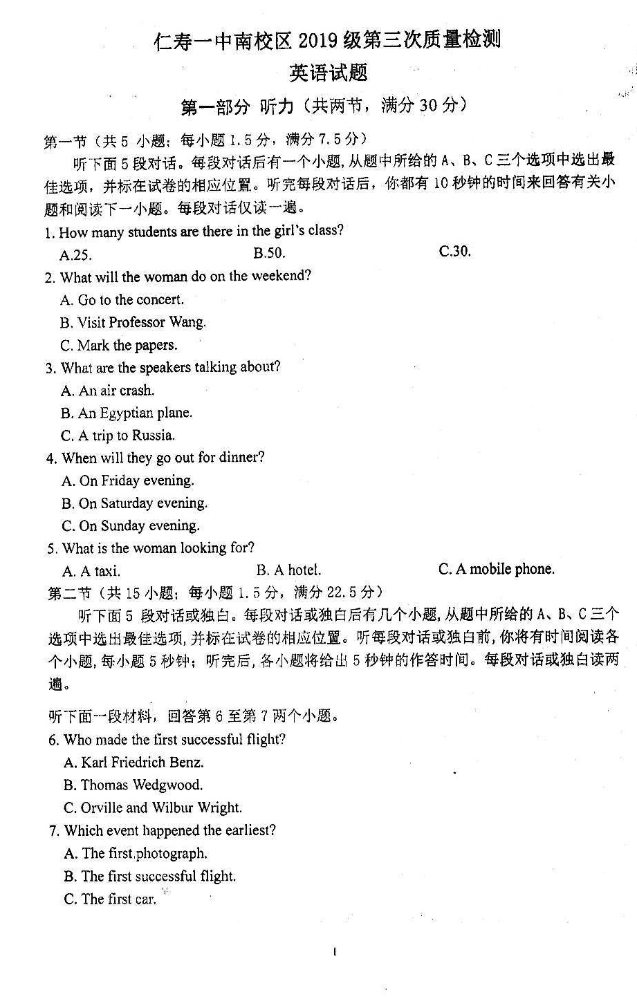 仁寿一中南校区 2019 级第三次质量检测
英语试题
第一部分 听力（共两节，满分 30 分）
第一节（共 5 小题；每小题 1.5 分，满分 7.5 分）
听下面 5 段对话。每段对话后有一个小题,从题中所给的 A、B、C 三个选项中选出最
佳选项，并标在试卷的相应位置。听完每段对话后，你都有 10 秒钟的时间来回答有关小
题和阅读下一小题。每段对话仅读一遍。
1. How many students are there in the girl's class?
A.25. B.50. C.30.
2. What will the woman do on the weekend?
A. Go to the concert.
B. Visit Professor Wang.
C. Mark the papers.
3. What are the speakers talking about?
A. An air crash.
B. An Egyptian plane.
C. A trip to Russia.
4. When will they go out for dinner?
A. On Friday evening.
B. On Saturday evening.
C. On Sunday evening.
5. What is the woman looking for?
A. A taxi. B. A hotel. C. A mobile phone.
第二节（共 15 小题；每小题 1.5 分，满分 22.5 分）
听下面 5 段对话或独白。每段对话或独白后有几个小题,从题中所给的 A、B、C 三个
选项中选出最佳选项,并标在试卷的相应位置。听每段对话或独白前,你将有时间阅读各
个小题,每小题 5 秒钟；听完后,各小题将给出 5 秒钟的作答时间。每段对话或独白读两
遍。
听下面一段材料，回答第 6 至第 7 两个小题。
6. Who made the first successful flight?
A. Karl Friedrich Benz.
B. Thomas Wedgwood.
C. Orville and Wilbur Wright.
7. Which event happened the earliest?
A. The first photograph.
B. The first successful flight.
C. The first car.
1